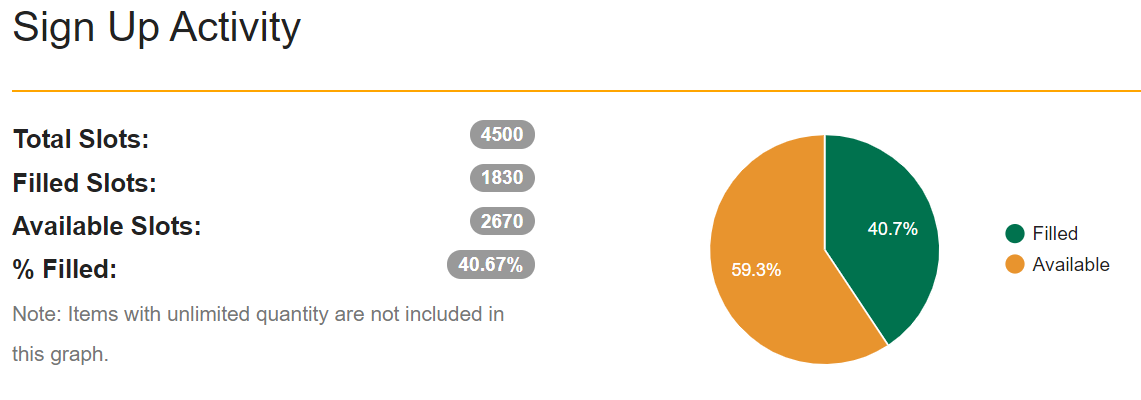 Sign Up Activity
Total Slots: 4500
Filled Slots: 1830
Available Slots: 2670
% Filled: 40.67%
Note: Items with unlimited quantity are not included in
this graph.
40.7%
59.3%
Filled
Available